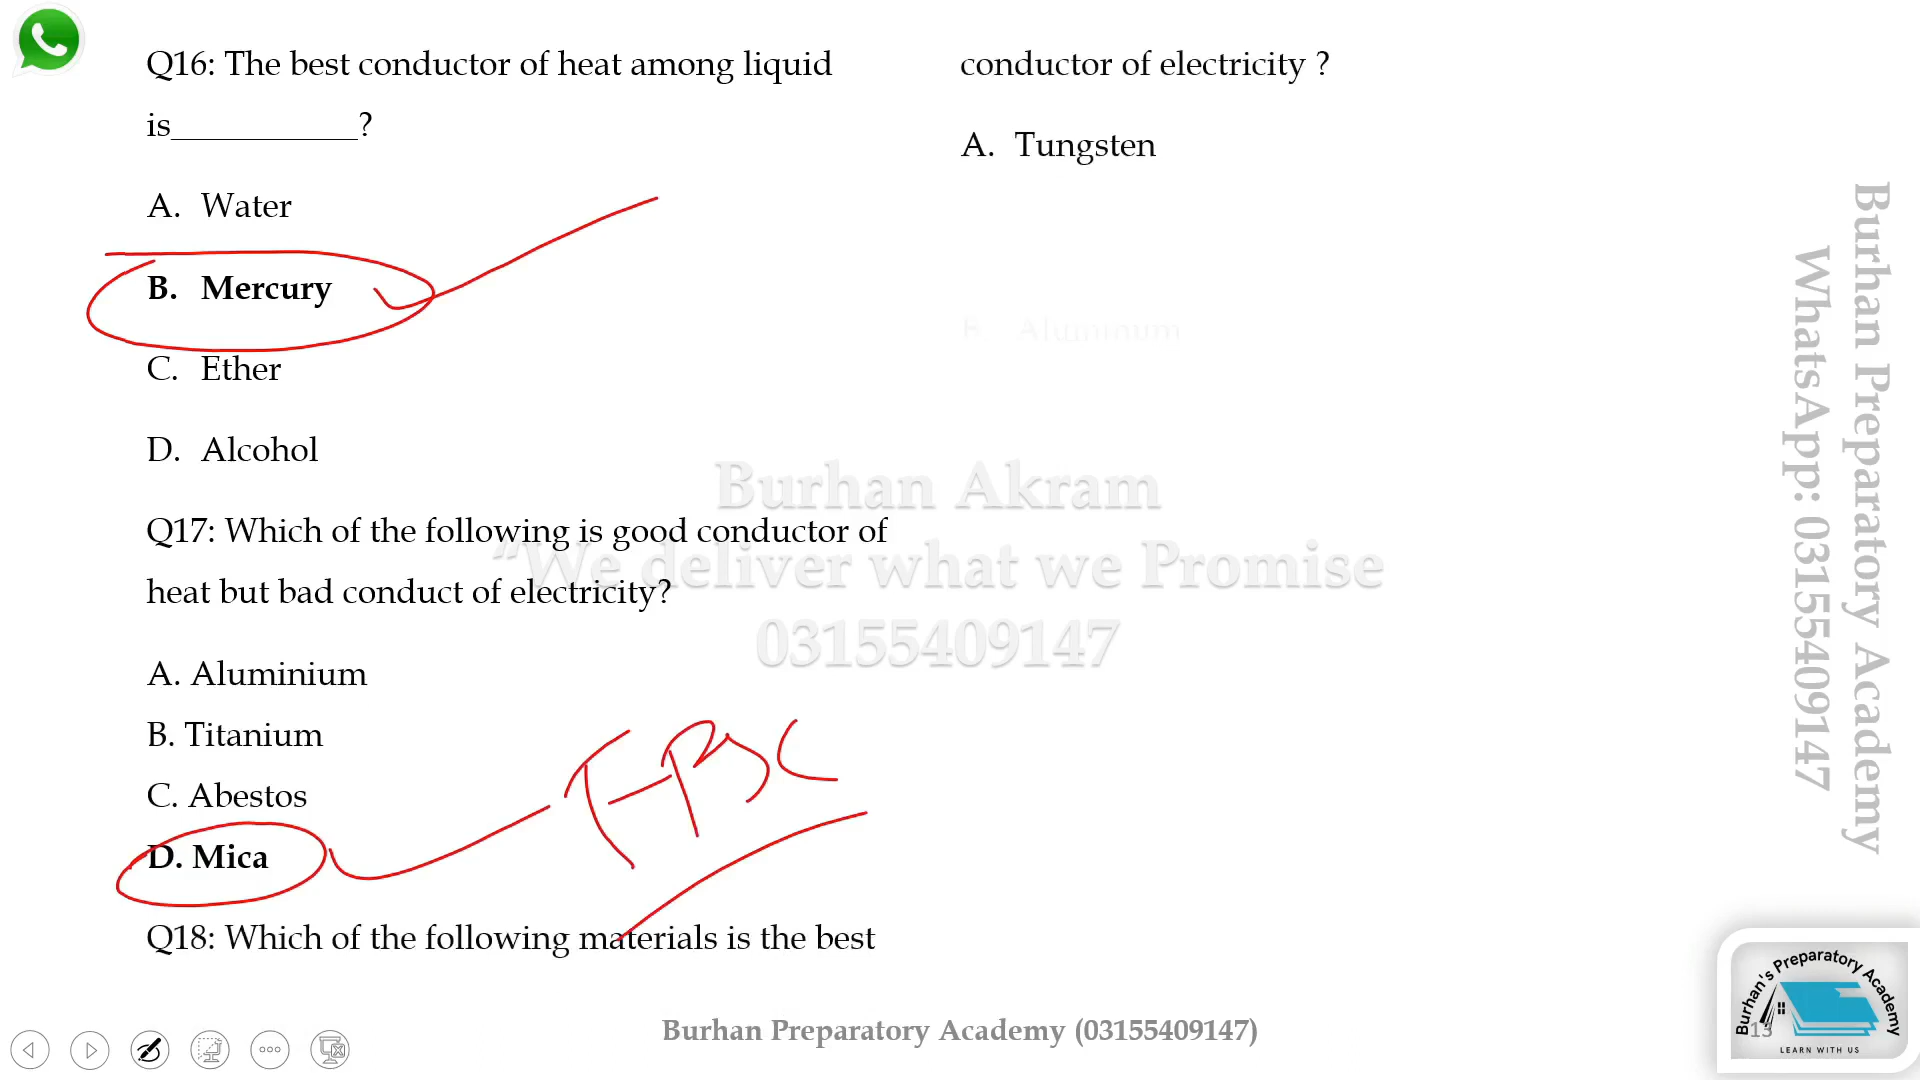 Q16: The best conductor of heat among liquid
is___________?
A. Water
B. Mercury
C. Ether
D. Alcohol
Q17: Which of the following is good conductor of
heat but bad conduct of electricity?
A. Aluminium
B. Titanium
C. Abestos
D. Mica
FPSC
Q18: Which of the following materials is the best
conductor of electricity ?
A. Tungsten
B. Aluminum
Burhan Akram
"We deliver what we Promise
03155409147
Burhan Preparatory Academy
WhatsApp: 03155409147
Burhan Preparatory Academy (03155409147)
Burhan's Preparatory Academy
13
LEARN WITH US